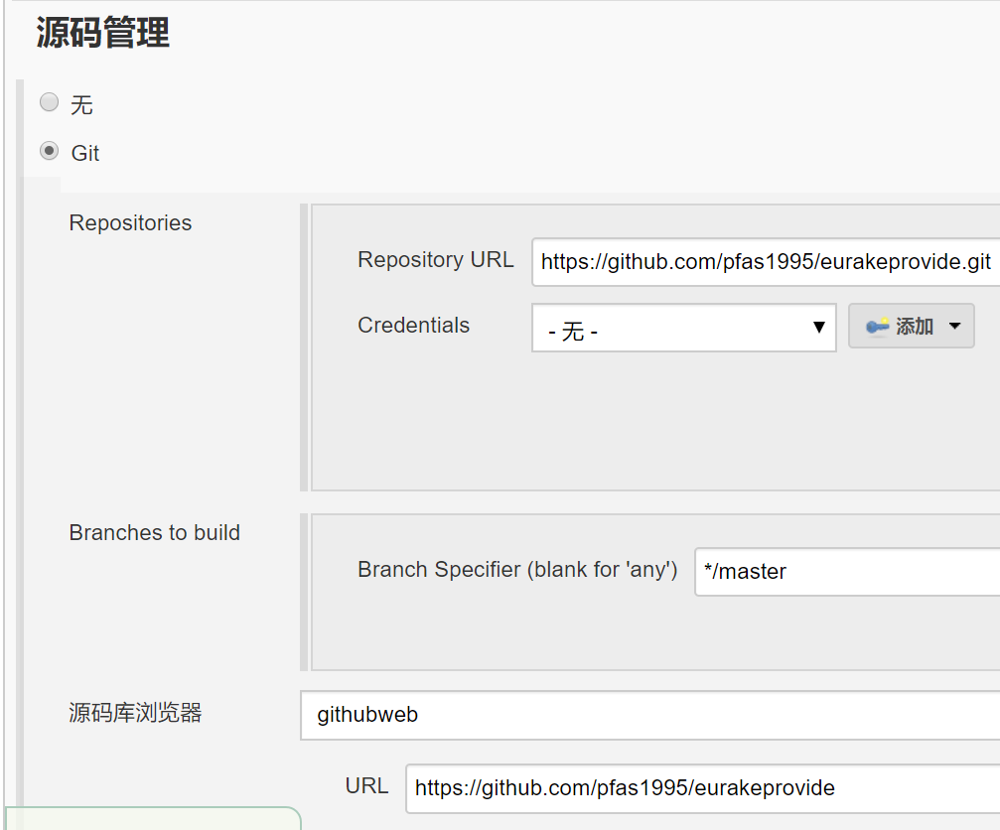 源码管理
无
Git
Repositories
Repository URL https://github.com/pfas1995/eurakeprovide.git
Credentials - 无 - 添加
Branches to build
Branch Specifier (blank for 'any') */master
源码库浏览器 githubweb
URL https://github.com/pfas1995/eurakeprovide